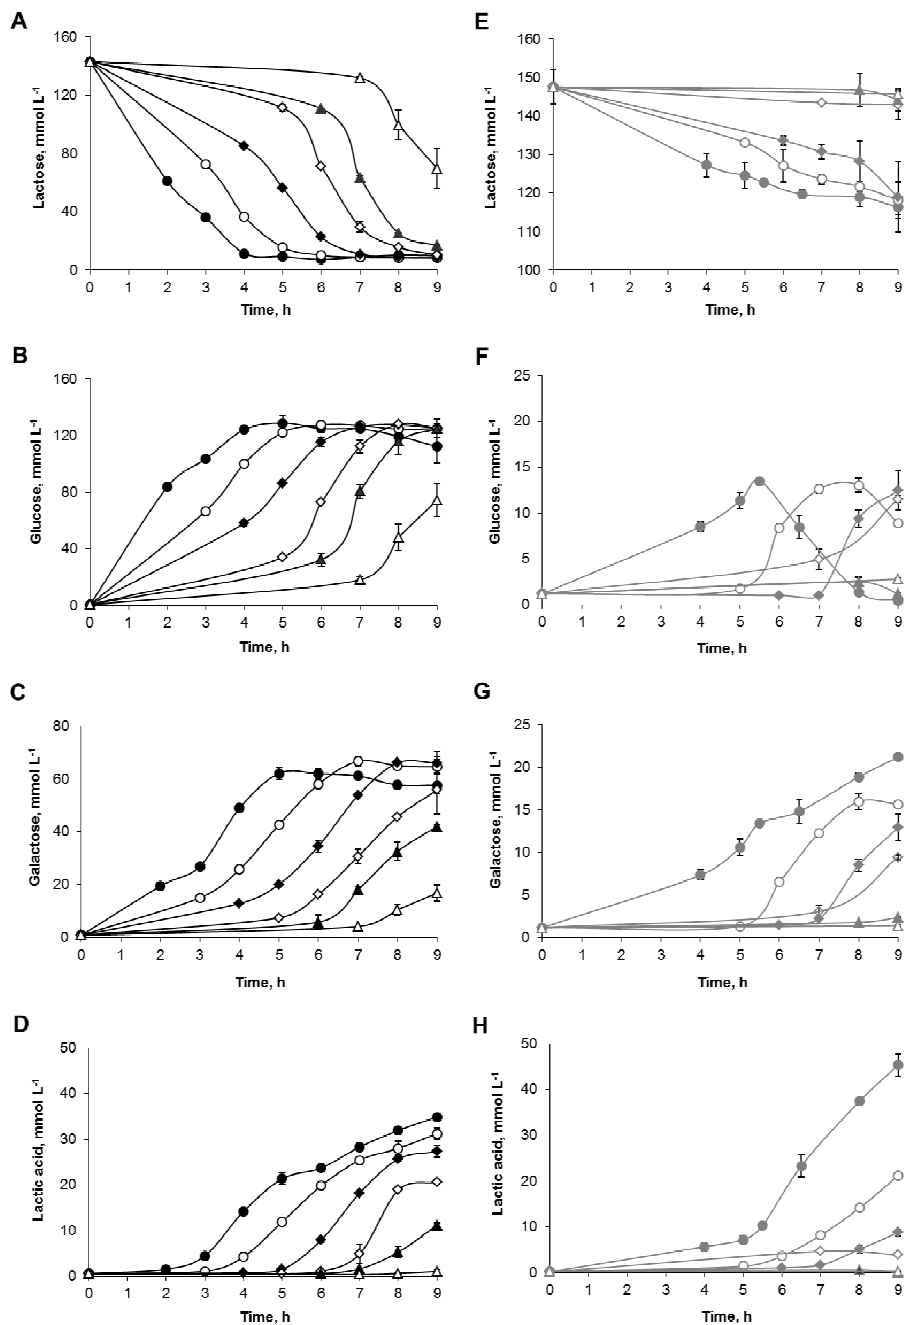 A
Lactose, mmol L-1
160
120
80
40
0
0 1 2 3 4 5 6 7 8 9
Time, h
E
Lactose, mmol L-1
160
150
140
130
120
110
100
0 1 2 3 4 5 6 7 8 9
Time, h
B
Glucose, mmol L-1
160
120
80
40
0
0 1 2 3 4 5 6 7 8 9
Time, h
F
Glucose, mmol L-1
25
20
15
10
5
0
0 1 2 3 4 5 6 7 8 9
Time, h
C
Galactose, mmol L-1
80
60
40
20
0
0 1 2 3 4 5 6 7 8 9
Time, h
G
Galactose, mmol L-1
25
20
15
10
5
0
0 1 2 3 4 5 6 7 8 9
Time, h
D
Lactic acid, mmol L-1
50
40
30
20
10
0
0 1 2 3 4 5 6 7 8 9
Time, h
H
Lactic acid, mmol L-1
50
40
30
20
10
0
0 1 2 3 4 5 6 7 8 9
Time, h